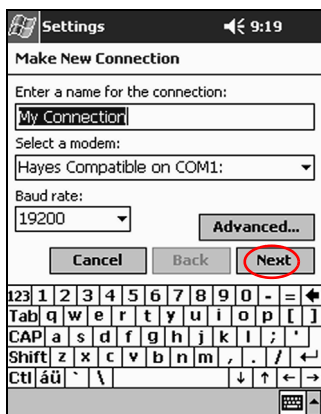 Settings 9:19
Make New Connection
Enter a name for the connection:
My Connection
Select a modem:
Hayes Compatible on COM1:
Baud rate:
19200
Advanced...
Cancel Back Next
123 1 2 3 4 5 6 7 8 9 0 - =
Tab q w e r t y u i o p [ ]
CAP a s d f g h j k l ; '
Shift z x c v b n m , . /
Ctl áü ` \